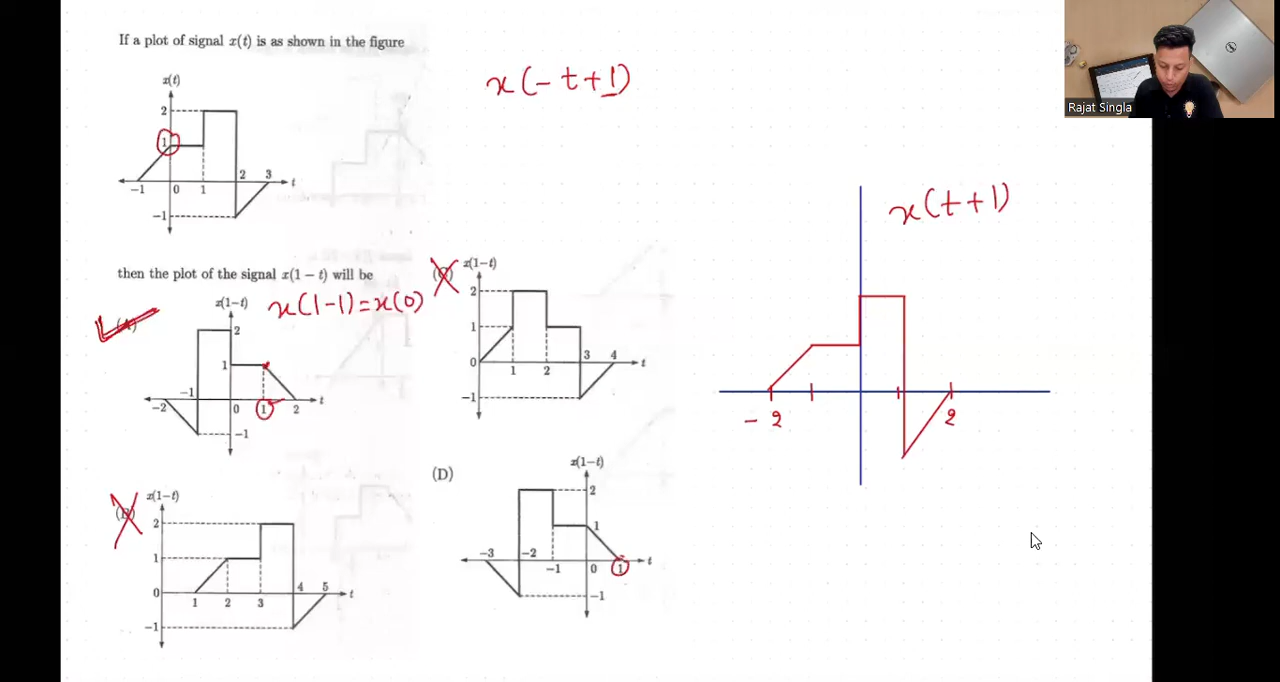 If a plot of signal x(t) is as shown in the figure
x(-t+1)
Rajat Singla
x(t)
2
1
2 3
-1 0 1 t
-1
x(t+1)
-2 2
then the plot of the signal x(1 − t) will be
(A)
x(1−t)
x(1-1)=x(0)
2
1
-1
-2 0 1 2 t
-1
x(1−t)
2
1
0 3 4 t
1 2
-1
x(1−t)
2
1
0 4 5 t
1 2 3
-1
(D)
x(1−t)
2
1
-3 -2 t
-1 0 1
-1